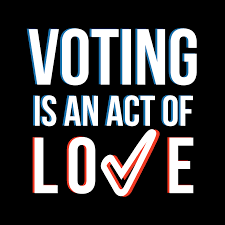 VOTING
IS AN ACT OF
LOVE